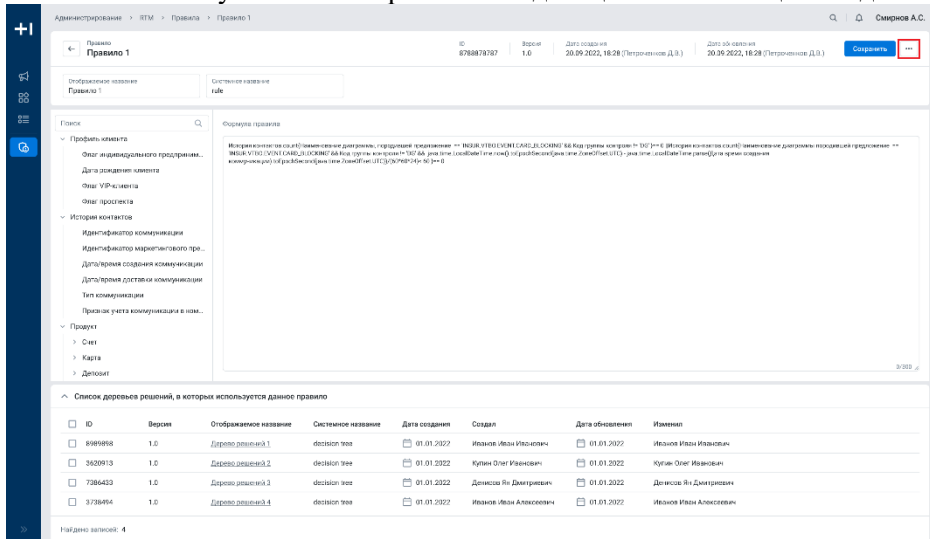 Администрирование > RTM > Правила > Правило 1
Смирнов А.С.
Правило
Правило 1
ID
8788878787
Версия
1.0
Дата создания
20.09.2022, 18:28 (Петроченков Д.В.)
Дата обновления
20.09.2022, 18:28 (Петроченков Д.В.)
Сохранить
Отображаемое название
Правило 1
Системное название
rule
Поиск
Профиль клиента
Флаг индивидуального предприним...
Дата рождения клиента
Флаг VIP-клиента
Флаг проспекта
История контактов
Идентификатор коммуникации
Идентификатор маркетингового пре...
Дата/время создания коммуникации
Дата/время доставки коммуникации
Тип коммуникации
Признак учета коммуникации в ком...
Продукт
Счет
Карта
Депозит
Формула правила
0/300
Список деревьев решений, в которых используется данное правило
ID Версия Отображаемое название Системное название Дата создания Создал Дата обновления Изменил
8989898 1.0 Дерево решений 1 decision tree 01.01.2022 Иванов Иван Иванович 01.01.2022 Иванов Иван Иванович
3620913 1.0 Дерево решений 2 decision tree 01.01.2022 Купин Олег Иванович 01.01.2022 Купин Олег Иванович
7386433 1.0 Дерево решений 3 decision tree 01.01.2022 Денисов Ян Дмитриевич 01.01.2022 Денисов Ян Дмитриевич
3738494 1.0 Дерево решений 4 decision tree 01.01.2022 Иванов Иван Алексеевич 01.01.2022 Иванов Иван Алексеевич
Найдено записей: 4